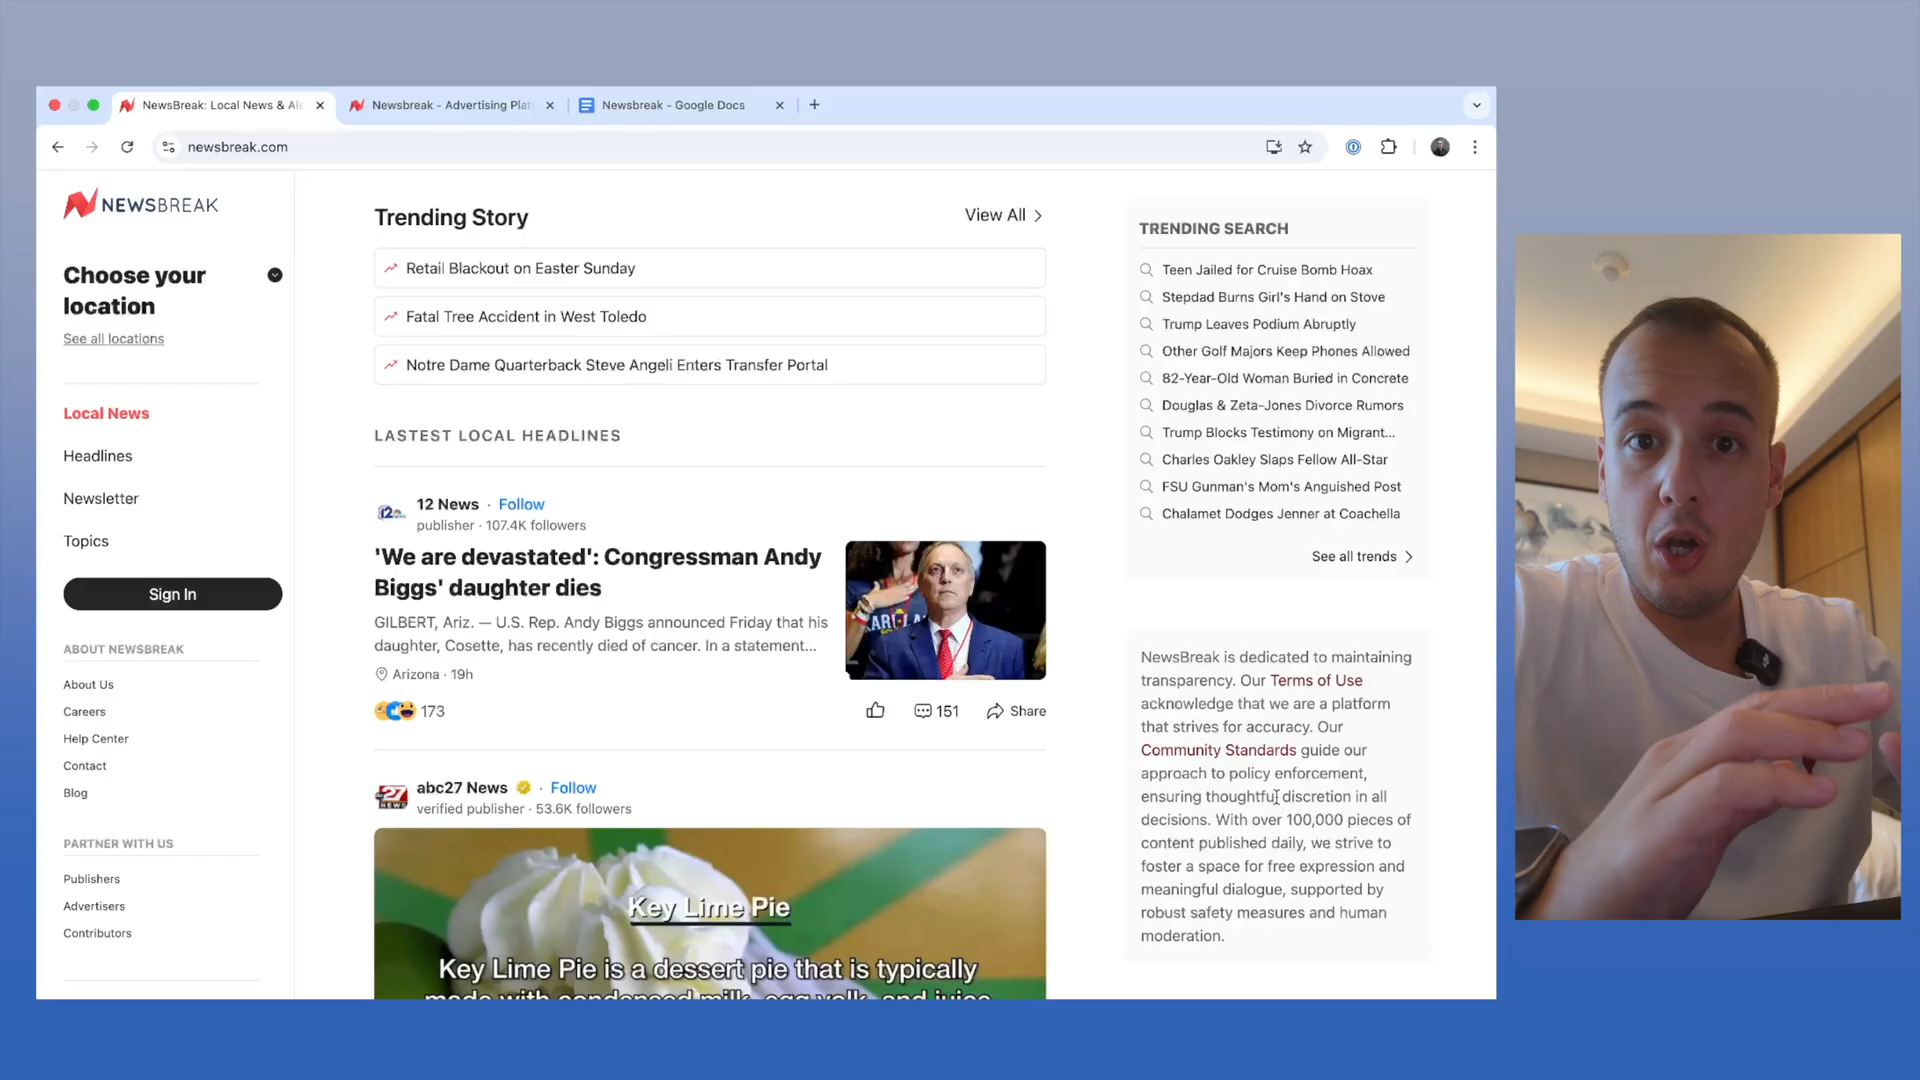 NewsBreak: Local News & Ale
Newsbreak - Advertising Plat
Newsbreak - Google Docs
newsbreak.com
NEWSBREAK
Choose your
location
See all locations
Local News
Headlines
Newsletter
Topics
Sign In
ABOUT NEWSBREAK
About Us
Careers
Help Center
Contact
Blog
PARTNER WITH US
Publishers
Advertisers
Contributors
Trending Story
View All
Retail Blackout on Easter Sunday
Fatal Tree Accident in West Toledo
Notre Dame Quarterback Steve Angeli Enters Transfer Portal
LASTEST LOCAL HEADLINES
12 News · Follow
publisher · 107.4K followers
'We are devastated': Congressman Andy
Biggs' daughter dies
GILBERT, Ariz. — U.S. Rep. Andy Biggs announced Friday that his
daughter, Cosette, has recently died of cancer. In a statement...
Arizona · 19h
173
151
Share
abc27 News · Follow
verified publisher · 53.6K followers
Key Lime Pie
Key Lime Pie is a dessert pie that is typically
made with condensed milk, egg yolk, and juice
TRENDING SEARCH
Teen Jailed for Cruise Bomb Hoax
Stepdad Burns Girl's Hand on Stove
Trump Leaves Podium Abruptly
Other Golf Majors Keep Phones Allowed
82-Year-Old Woman Buried in Concrete
Douglas & Zeta-Jones Divorce Rumors
Trump Blocks Testimony on Migrant...
Charles Oakley Slaps Fellow All-Star
FSU Gunman's Mom's Anguished Post
Chalamet Dodges Jenner at Coachella
See all trends
NewsBreak is dedicated to maintaining
transparency. Our Terms of Use
acknowledge that we are a platform
that strives for accuracy. Our
Community Standards guide our
approach to policy enforcement,
ensuring thoughtful discretion in all
decisions. With over 100,000 pieces of
content published daily, we strive to
foster a space for free expression and
meaningful dialogue, supported by
robust safety measures and human
moderation.